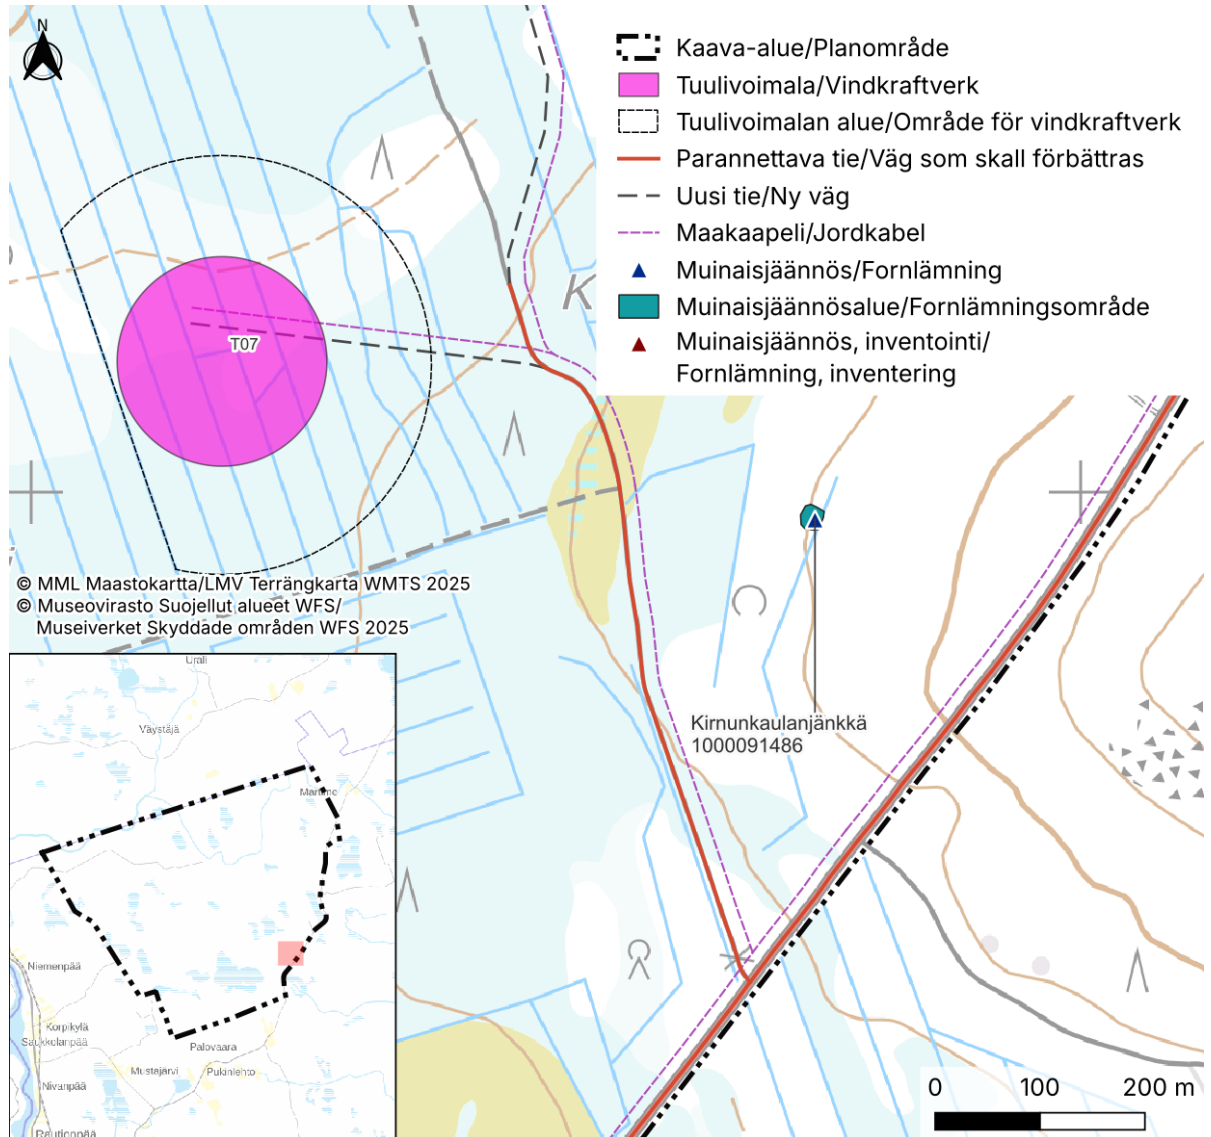 N
Kaava-alue/Planområde
Tuulivoimala/Vindkraftverk
Tuulivoimalan alue/Område för vindkraftverk
Parannettava tie/Väg som skall förbättras
Uusi tie/Ny väg
Maakaapeli/Jordkabel
Muinaisjäännös/Fornlämning
Muinaisjäännösalue/Fornlämningsområde
Muinaisjäännös, inventointi/
Fornlämning, inventering
K
T07
© MML Maastokartta/LMV Terrängkarta WMTS 2025
© Museovirasto Suojellut alueet WFS/
Museiverket Skyddade områden WFS 2025
Kirnunkaulanjänkkä
1000091486
Urali
Väystäjä
Martimo
Niemenpää
Korpikylä
Saukkolanpää
Palovaara
Mustajärvi
Pukinlehto
Nivanpää
0 100 200 m